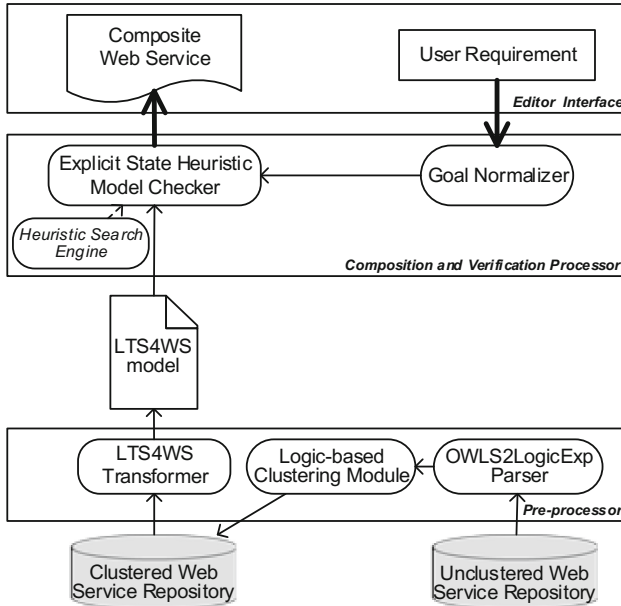 Composite
Web Service
User Requirement
Editor Interface
Explicit State Heuristic
Model Checker
Goal Normalizer
Heuristic Search
Engine
Composition and Verification Processor
LTS4WS
model
LTS4WS
Transformer
Logic-based
Clustering Module
OWLS2LogicExp
Parser
Pre-processor
Clustered Web
Service Repository
Unclustered Web
Service Repository